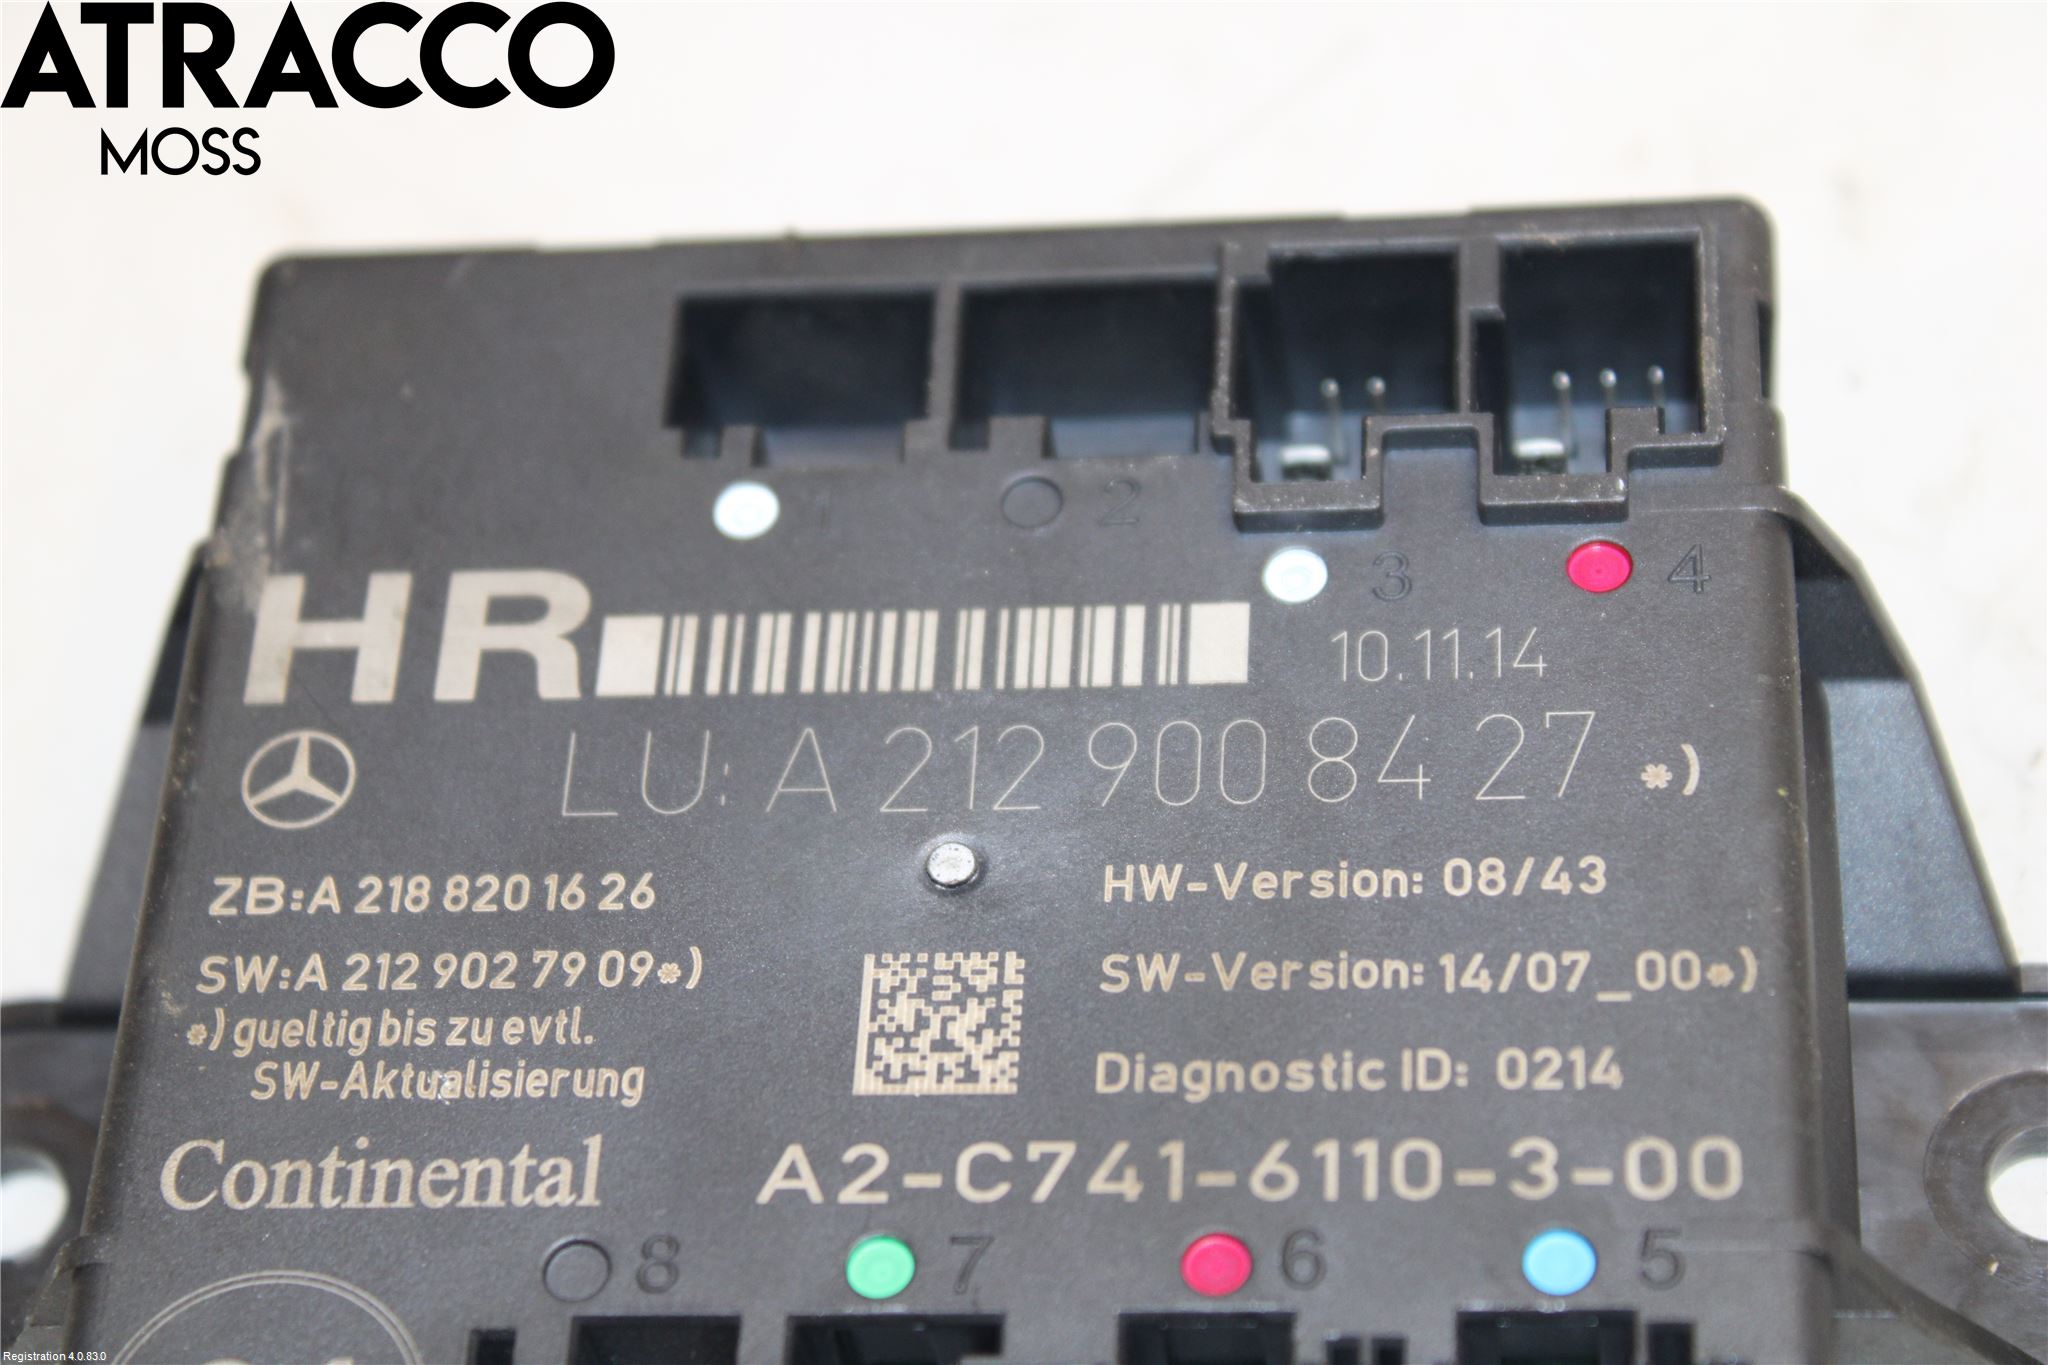 ATRACCO
MOSS
1 2
3 4
HR 10.11.14
LU: A 212 900 84 27 *)
ZB:A 218 820 16 26
HW-Version: 08/43
SW:A 212 902 79 09*)
SW-Version: 14/07_00*)
*)gueltig bis zu evtl.
SW-Aktualisierung
Diagnostic ID: 0214
Continental A2-C741-6110-3-00
8 7 6 5
Registration 4.0.83.0